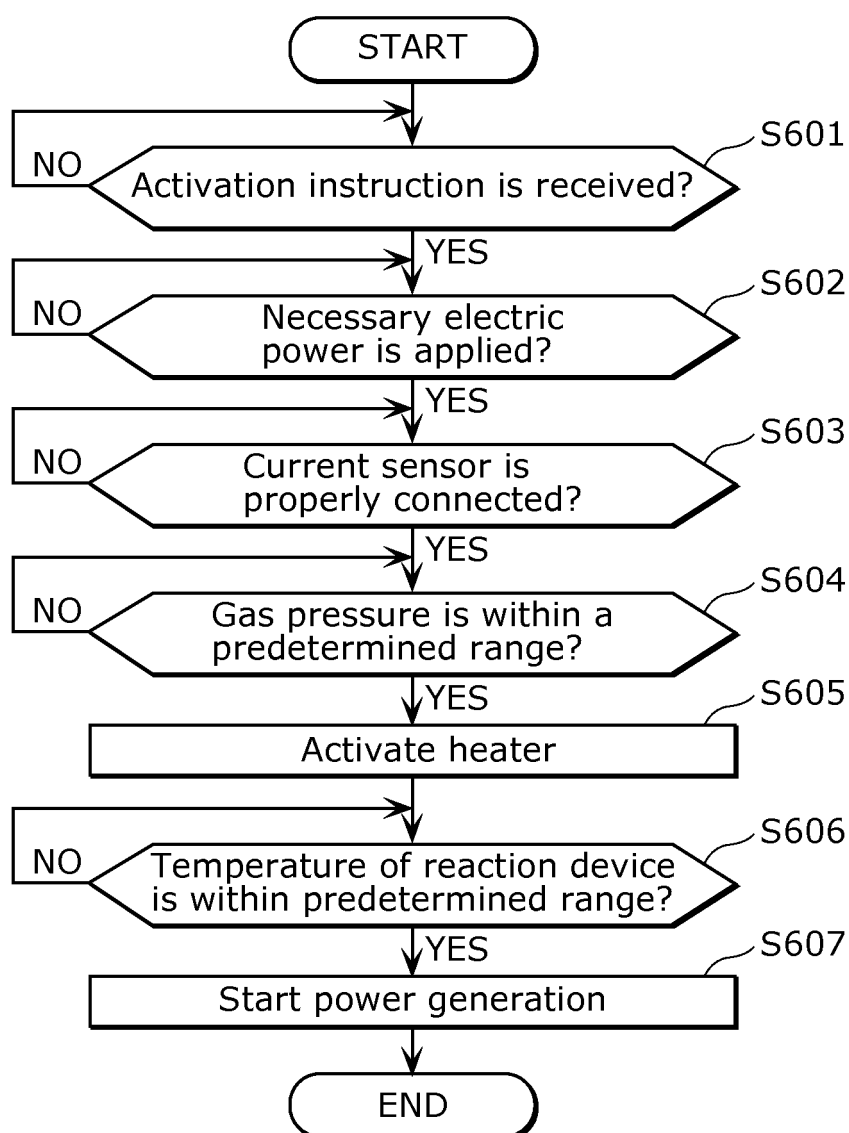 START
S601
NO
Activation instruction is received?
YES
S602
NO
Necessary electric
power is applied?
YES
S603
NO
Current sensor is
properly connected?
YES
S604
NO
Gas pressure is within a
predetermined range?
YES
S605
Activate heater
S606
NO
Temperature of reaction device
is within predetermined range?
YES
S607
Start power generation
END